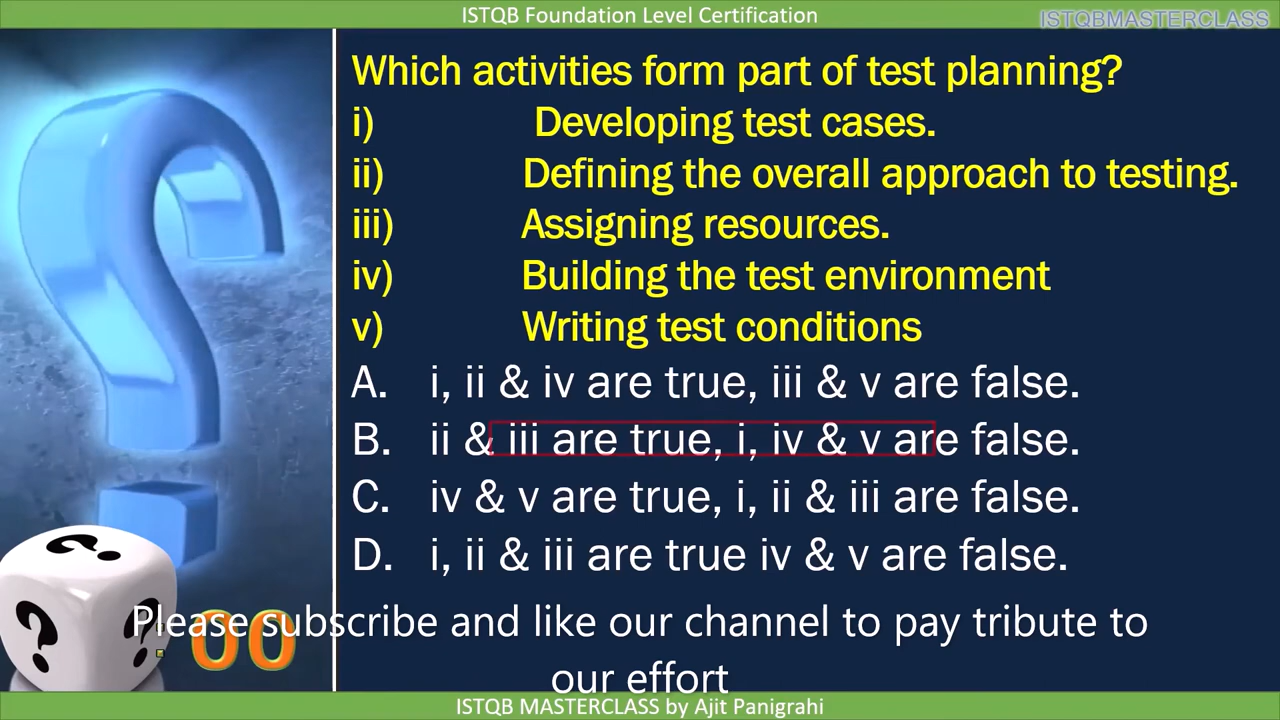 ISTQB Foundation Level Certification
ISTQBMASTERCLASS
Which activities form part of test planning?
i) Developing test cases.
ii) Defining the overall approach to testing.
iii) Assigning resources.
iv) Building the test environment
v) Writing test conditions
A. i, ii & iv are true, iii & v are false.
B. ii & iii are true, i, iv & v are false.
C. iv & v are true, i, ii & iii are false.
D. i, ii & iii are true iv & v are false.
: 00
Please subscribe and like our channel to pay tribute to
our effort
ISTQB MASTERCLASS by Ajit Panigrahi